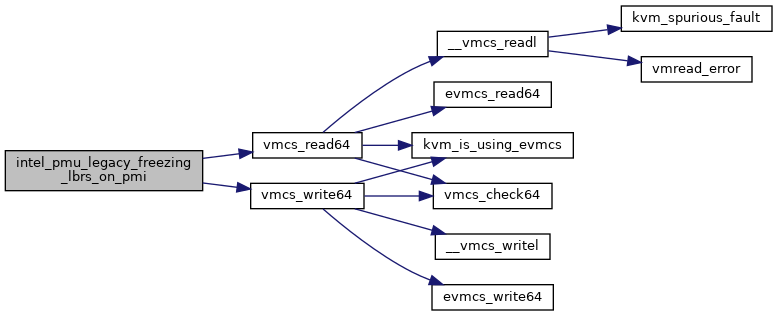 kvm_spurious_fault
__vmcs_readl
vmread_error
evmcs_read64
vmcs_read64
kvm_is_using_evmcs
intel_pmu_legacy_freezing
_lbrs_on_pmi
vmcs_write64
vmcs_check64
__vmcs_writel
evmcs_write64